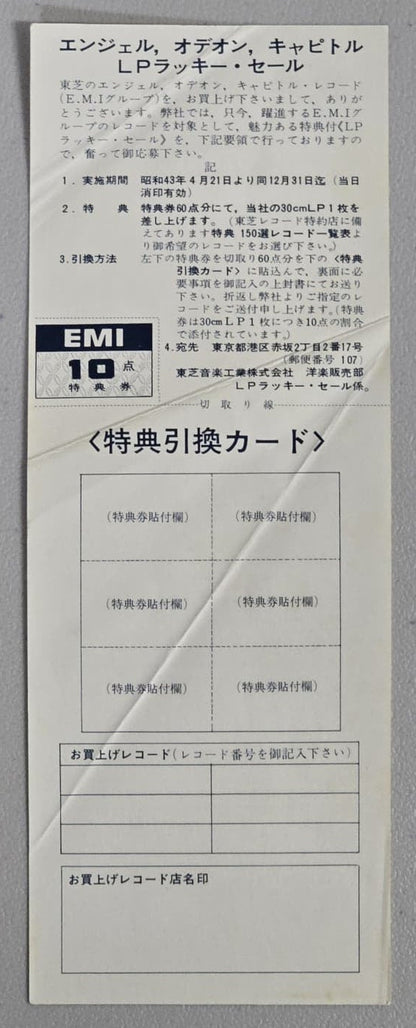 エンジェル，オデオン，キャピトル
ＬＰラッキー・セール
東芝のエンジェル，オデオン，キャピトル・レコード
(E.M.Iグループ)を，お買上げ下さいまして，ありが
とうございます。弊社では，只今，躍進するE.M.Iグ
ループのレコードを対象として，魅力ある特典付《LP
ラッキー・セール》を，下記要領で行っておりますの
で，奮って御応募下さい。
記
1．実施期間　昭和43年4月21日より同12月31日迄（当日
消印有効）
2．特　典　特典券60点分にて，当社の30cmLP1枚を
差し上げます。（東芝レコード特約店に備
えてあります特典 150選レコード一覧表よ
り御希望のレコードをお選び下さい。）
3.引換方法　左下の特典券を切取り60点分を下の〈特典
引換カード〉に貼込んで，裏面に必
要事項を御記入の上封書にてお送り
下さい。折返し弊社よりご指定のレ
コードをご送付申し上げます。(特典
券は30cmLP1枚につき10点の割合
で添付されています。)
EMI
10点
特典券
4.宛先　東京都港区赤坂2丁目2番17号
（郵便番号 107）
東芝音楽工業株式会社　洋楽販売部
ＬＰラッキー・セール係。
切取り線
〈特典引換カード〉
(特典券貼付欄) (特典券貼付欄)
(特典券貼付欄) (特典券貼付欄)
(特典券貼付欄) (特典券貼付欄)
お買上げレコード(レコード番号を御記入下さい)
お買上げレコード店名印